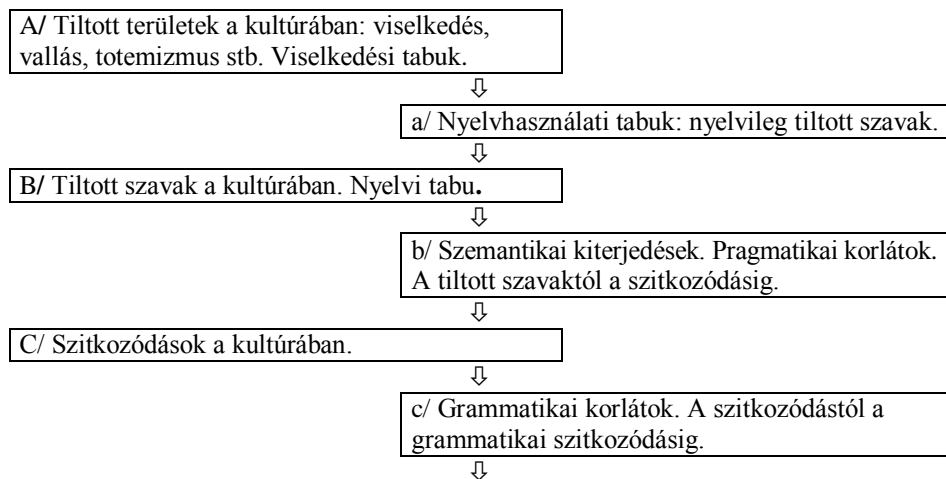 A/ Tiltott területek a kultúrában: viselkedés,
vallás, totemizmus stb. Viselkedési tabuk.
⇩
a/ Nyelvhasználati tabuk: nyelvileg tiltott szavak.
⇩
B/ Tiltott szavak a kultúrában. Nyelvi tabu.
⇩
b/ Szemantikai kiterjedések. Pragmatikai korlátok.
A tiltott szavaktól a szitkozódásig.
⇩
C/ Szitkozódások a kultúrában.
⇩
c/ Grammatikai korlátok. A szitkozódástól a
grammatikai szitkozódásig.
⇩